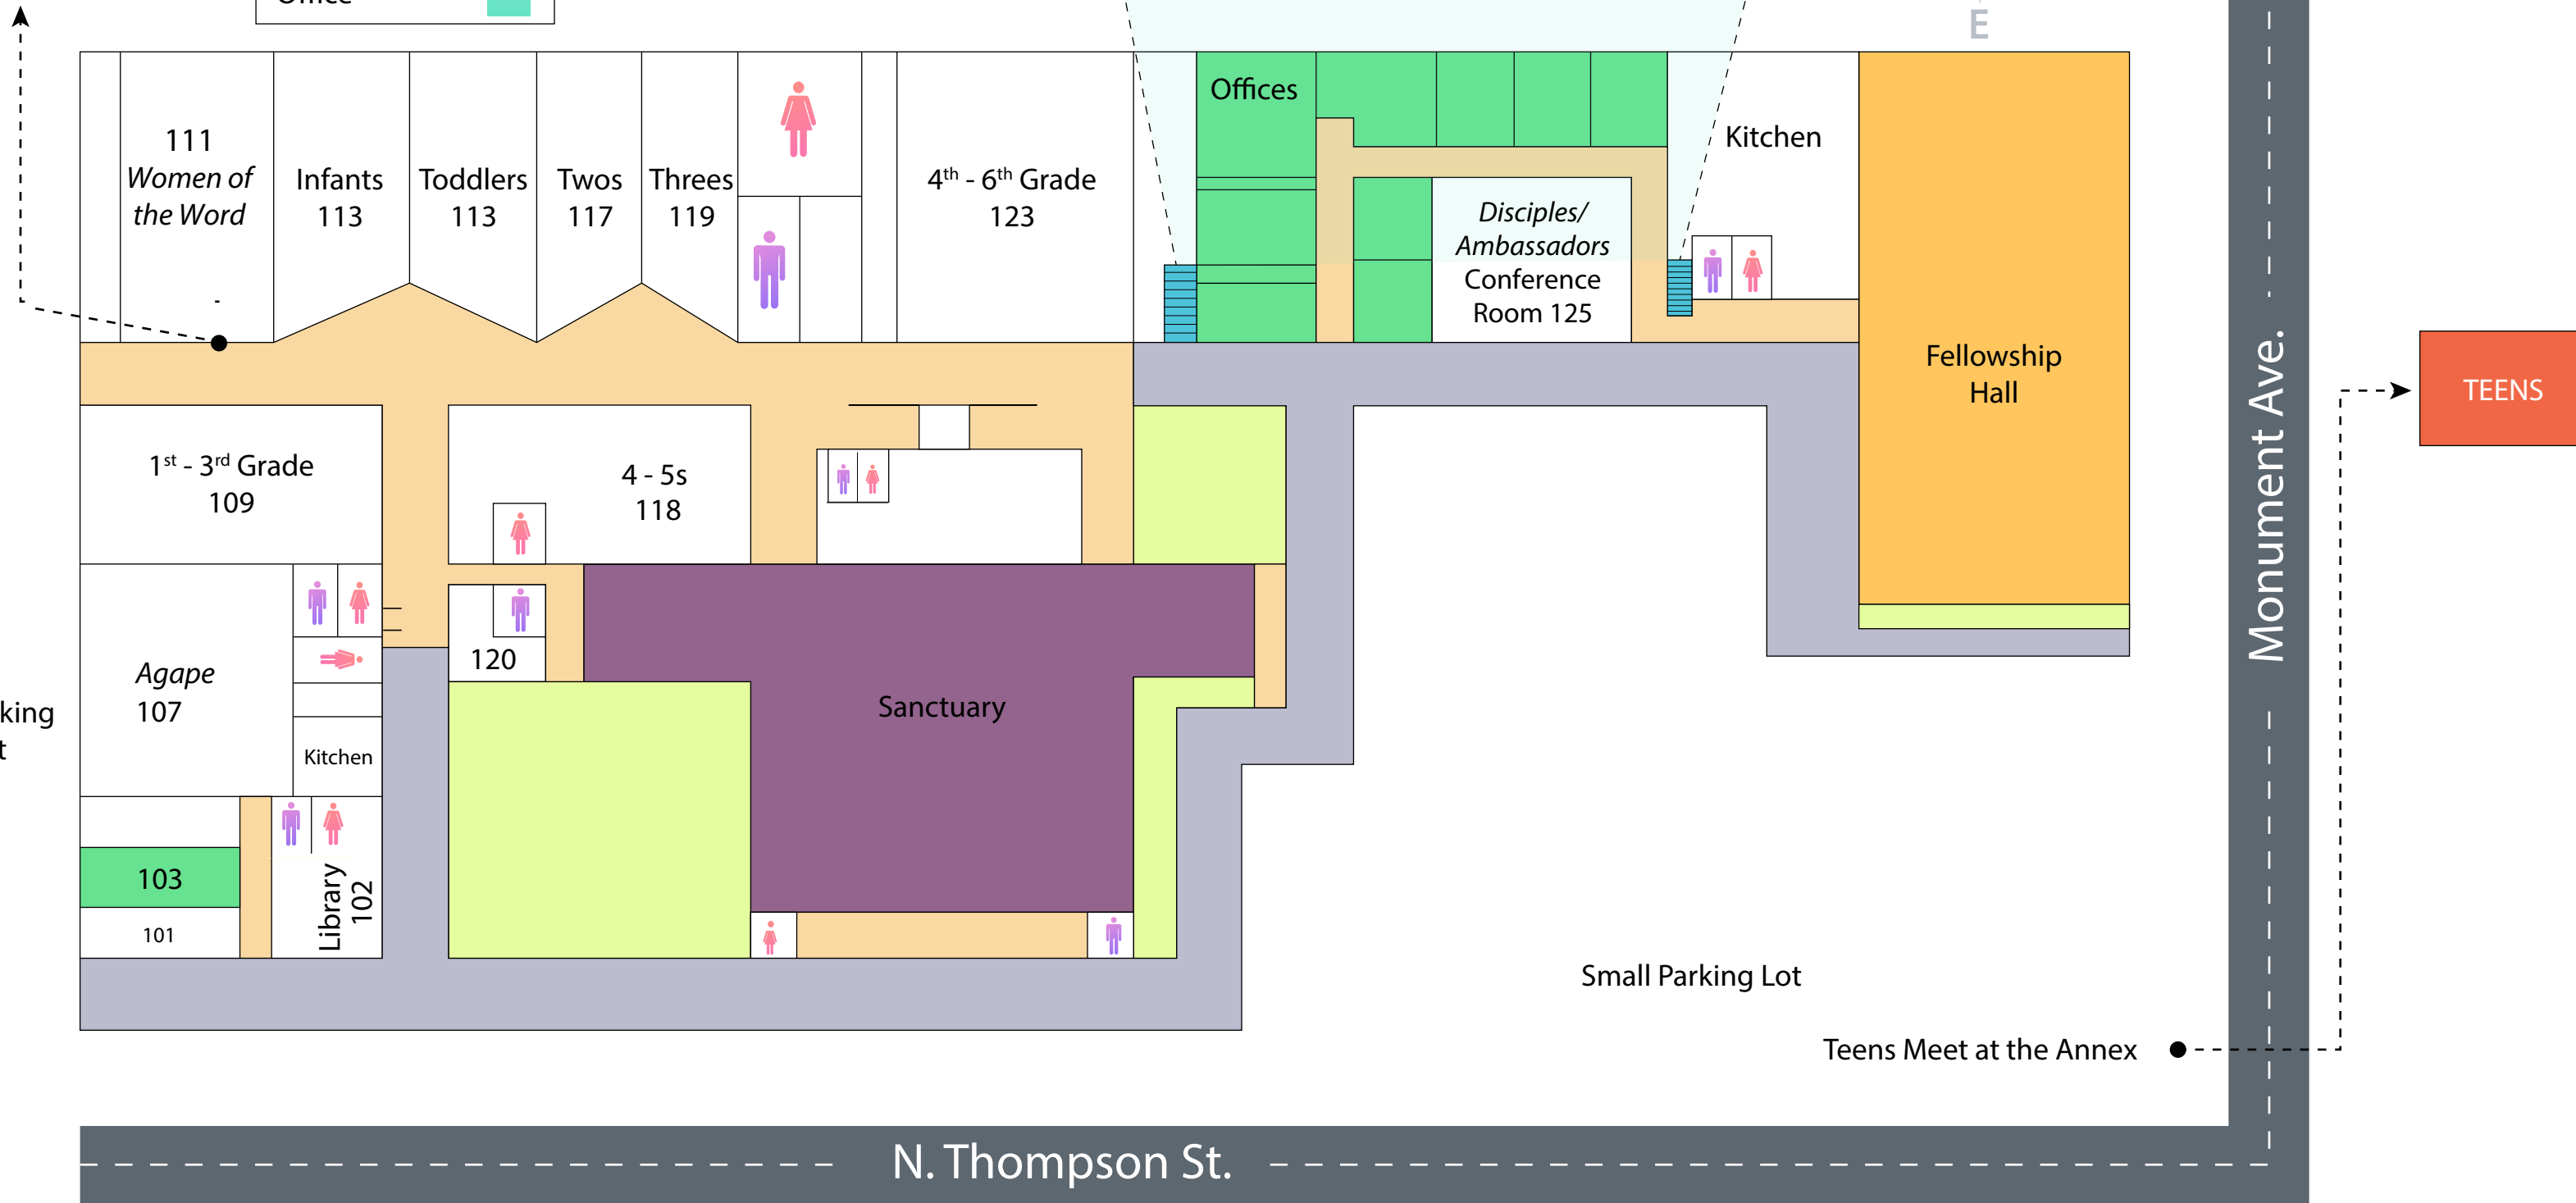 Office
E
111
Women of
the Word
-
Infants
113
Toddlers
113
Twos
117
Threes
119
4th - 6th Grade
123
Offices
Disciples/
Ambassadors
Conference
Room 125
Kitchen
Fellowship
Hall
Monument Ave.
TEENS
1st - 3rd Grade
109
4 - 5s
118
120
Agape
107
Kitchen
king
t
Sanctuary
103
101
Library
102
Small Parking Lot
Teens Meet at the Annex
N. Thompson St.